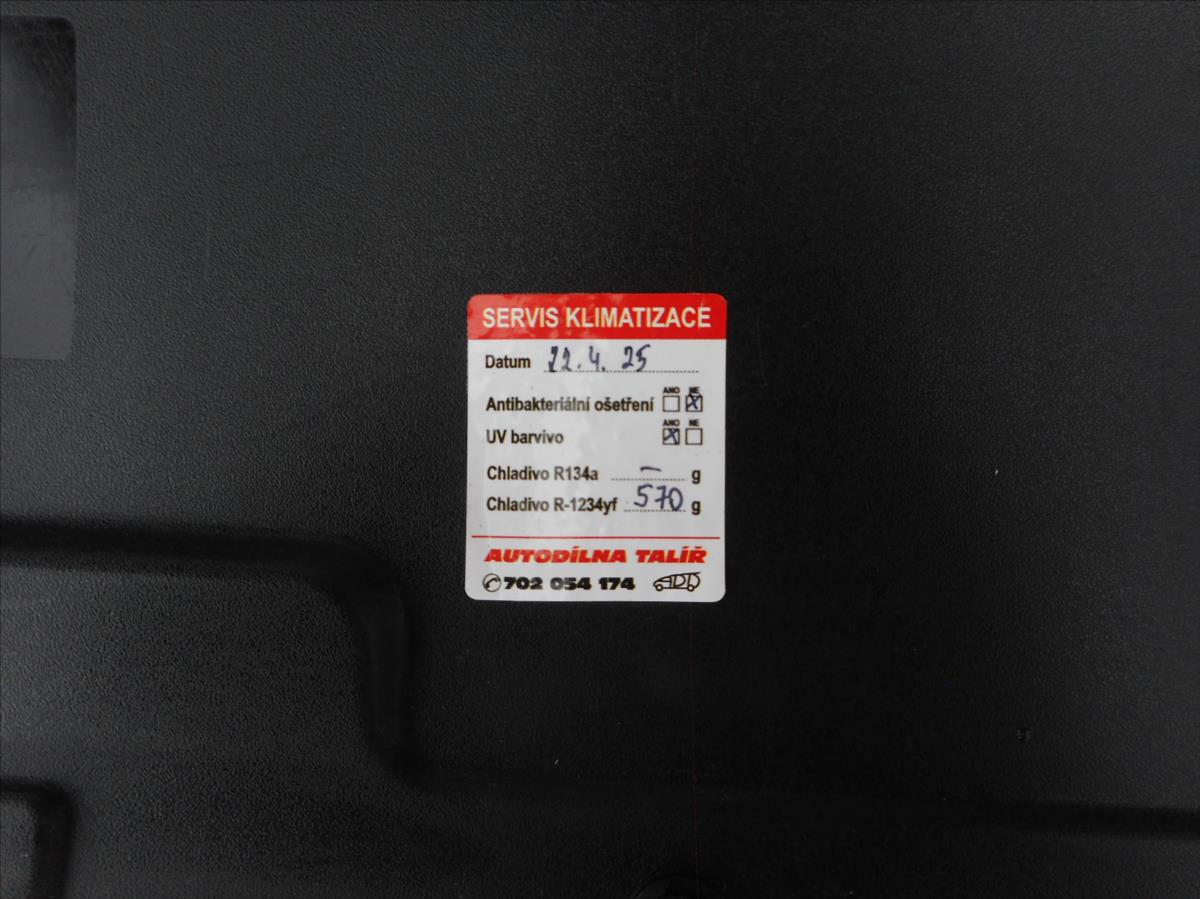 SERVIS KLIMATIZACE
Datum 22.4. 25
ANO NE
Antibakteriální ošetření ☐ ☒
ANO NE
UV barvivo ☒ ☐
Chladivo R134a – g
Chladivo R-1234yf 570 g
AUTODÍLNA TALÍŘ
702 054 174 ADT